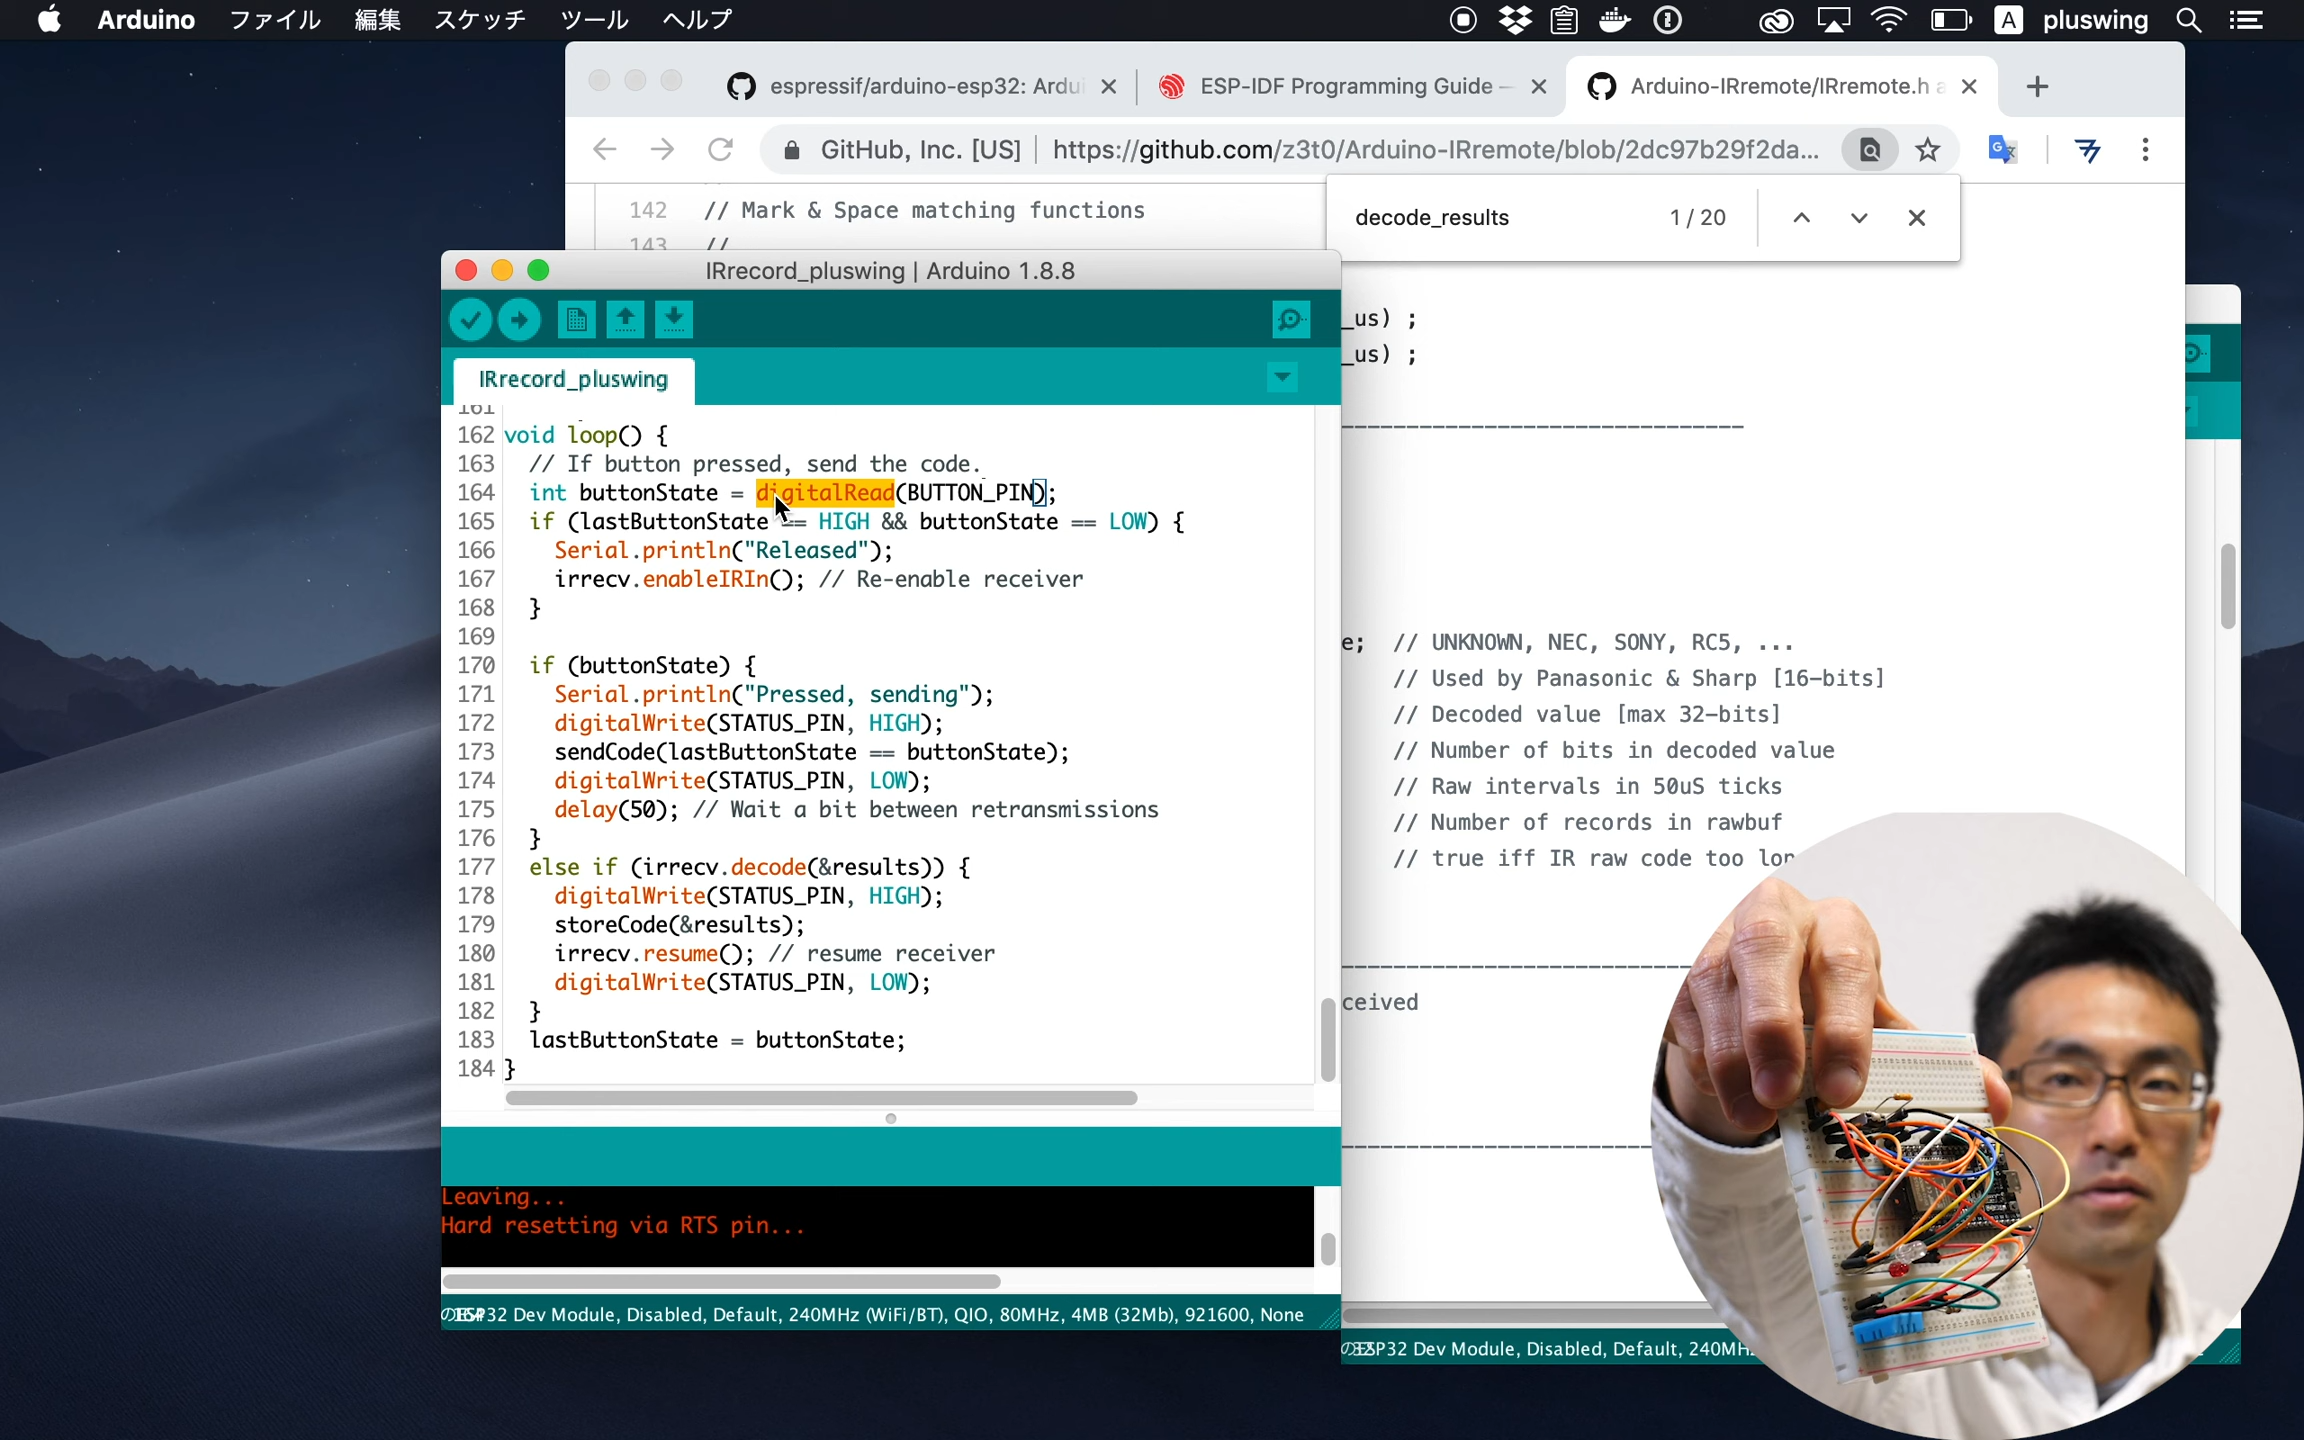 Arduino ファイル 編集 スケッチ ツール ヘルプ
A pluswing
espressif/arduino-esp32: Ardui
ESP-IDF Programming Guide —
Arduino-IRremote/IRremote.h a
GitHub, Inc. [US] https://github.com/z3t0/Arduino-IRremote/blob/2dc97b29f2da...
decode_results 1/20
142 // Mark & Space matching functions
143 //
_us) ;
_us) ;
e; // UNKNOWN, NEC, SONY, RC5, ...
// Used by Panasonic & Sharp [16-bits]
// Decoded value [max 32-bits]
// Number of bits in decoded value
// Raw intervals in 50uS ticks
// Number of records in rawbuf
// true iff IR raw code too lon
ceived
IRrecord_pluswing | Arduino 1.8.8
IRrecord_pluswing
161
162 void loop() {
163 // If button pressed, send the code.
164 int buttonState = digitalRead(BUTTON_PIN);
165 if (lastButtonState == HIGH && buttonState == LOW) {
166 Serial.println("Released");
167 irrecv.enableIRIn(); // Re-enable receiver
168 }
169
170 if (buttonState) {
171 Serial.println("Pressed, sending");
172 digitalWrite(STATUS_PIN, HIGH);
173 sendCode(lastButtonState == buttonState);
174 digitalWrite(STATUS_PIN, LOW);
175 delay(50); // Wait a bit between retransmissions
176 }
177 else if (irrecv.decode(&results)) {
178 digitalWrite(STATUS_PIN, HIGH);
179 storeCode(&results);
180 irrecv.resume(); // resume receiver
181 digitalWrite(STATUS_PIN, LOW);
182 }
183 lastButtonState = buttonState;
184 }
Leaving...
Hard resetting via RTS pin...
ESP32 Dev Module, Disabled, Default, 240MHz (WiFi/BT), QIO, 80MHz, 4MB (32Mb), 921600, None
ESP32 Dev Module, Disabled, Default, 240MHz